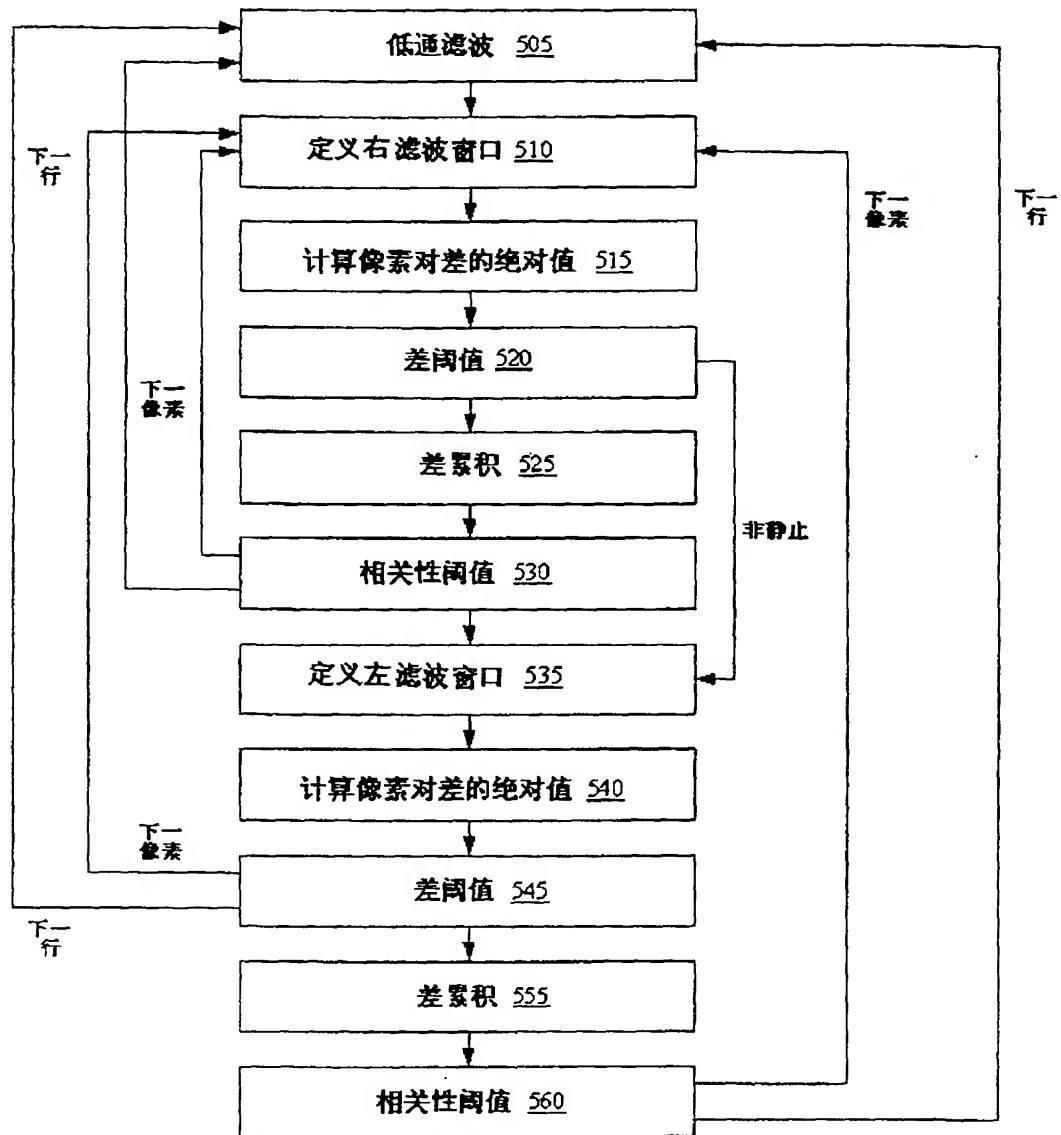 低通滤波 505
下一
行
定义右滤波窗口 510
下一
像素
下一
行
计算像素对差的绝对值 515
差阈值 520
下一
像素
差累积 525
非静止
相关性阈值 530
定义左滤波窗口 535
计算像素对差的绝对值 540
下一
像素
差阈值 545
下一
行
差累积 555
相关性阈值 560